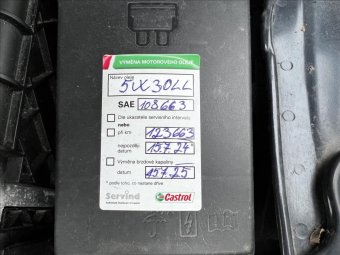 VÝMĚNA MOTOROVÉHO OLEJE
Název oleje
5W30LL
SAE 108663
Dle ukazatele servisního intervalu
nebo
při km 123663
nejpozději
datum 15.7.24
Výměna brzdové kapaliny
datum 15.7.25
* podle toho, co nastane dříve
Servind
Castrol